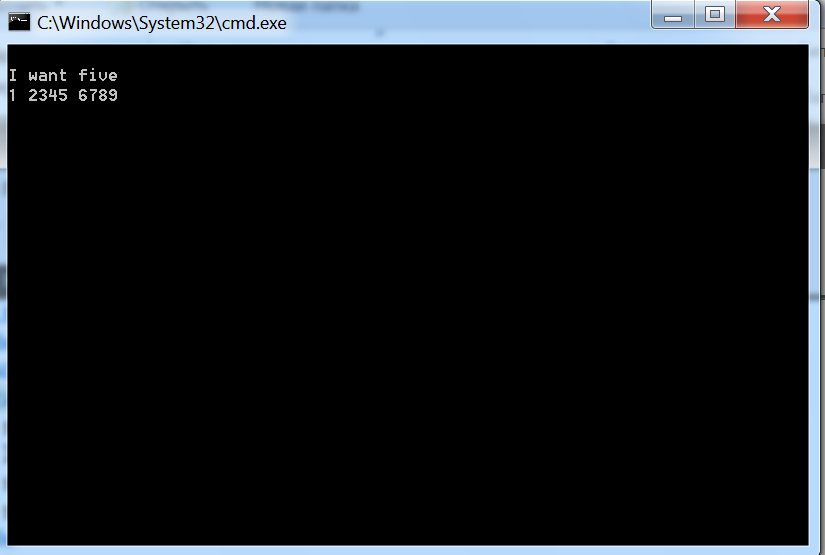 C:\Windows\System32\cmd.exe
I want five
1 2345 6789